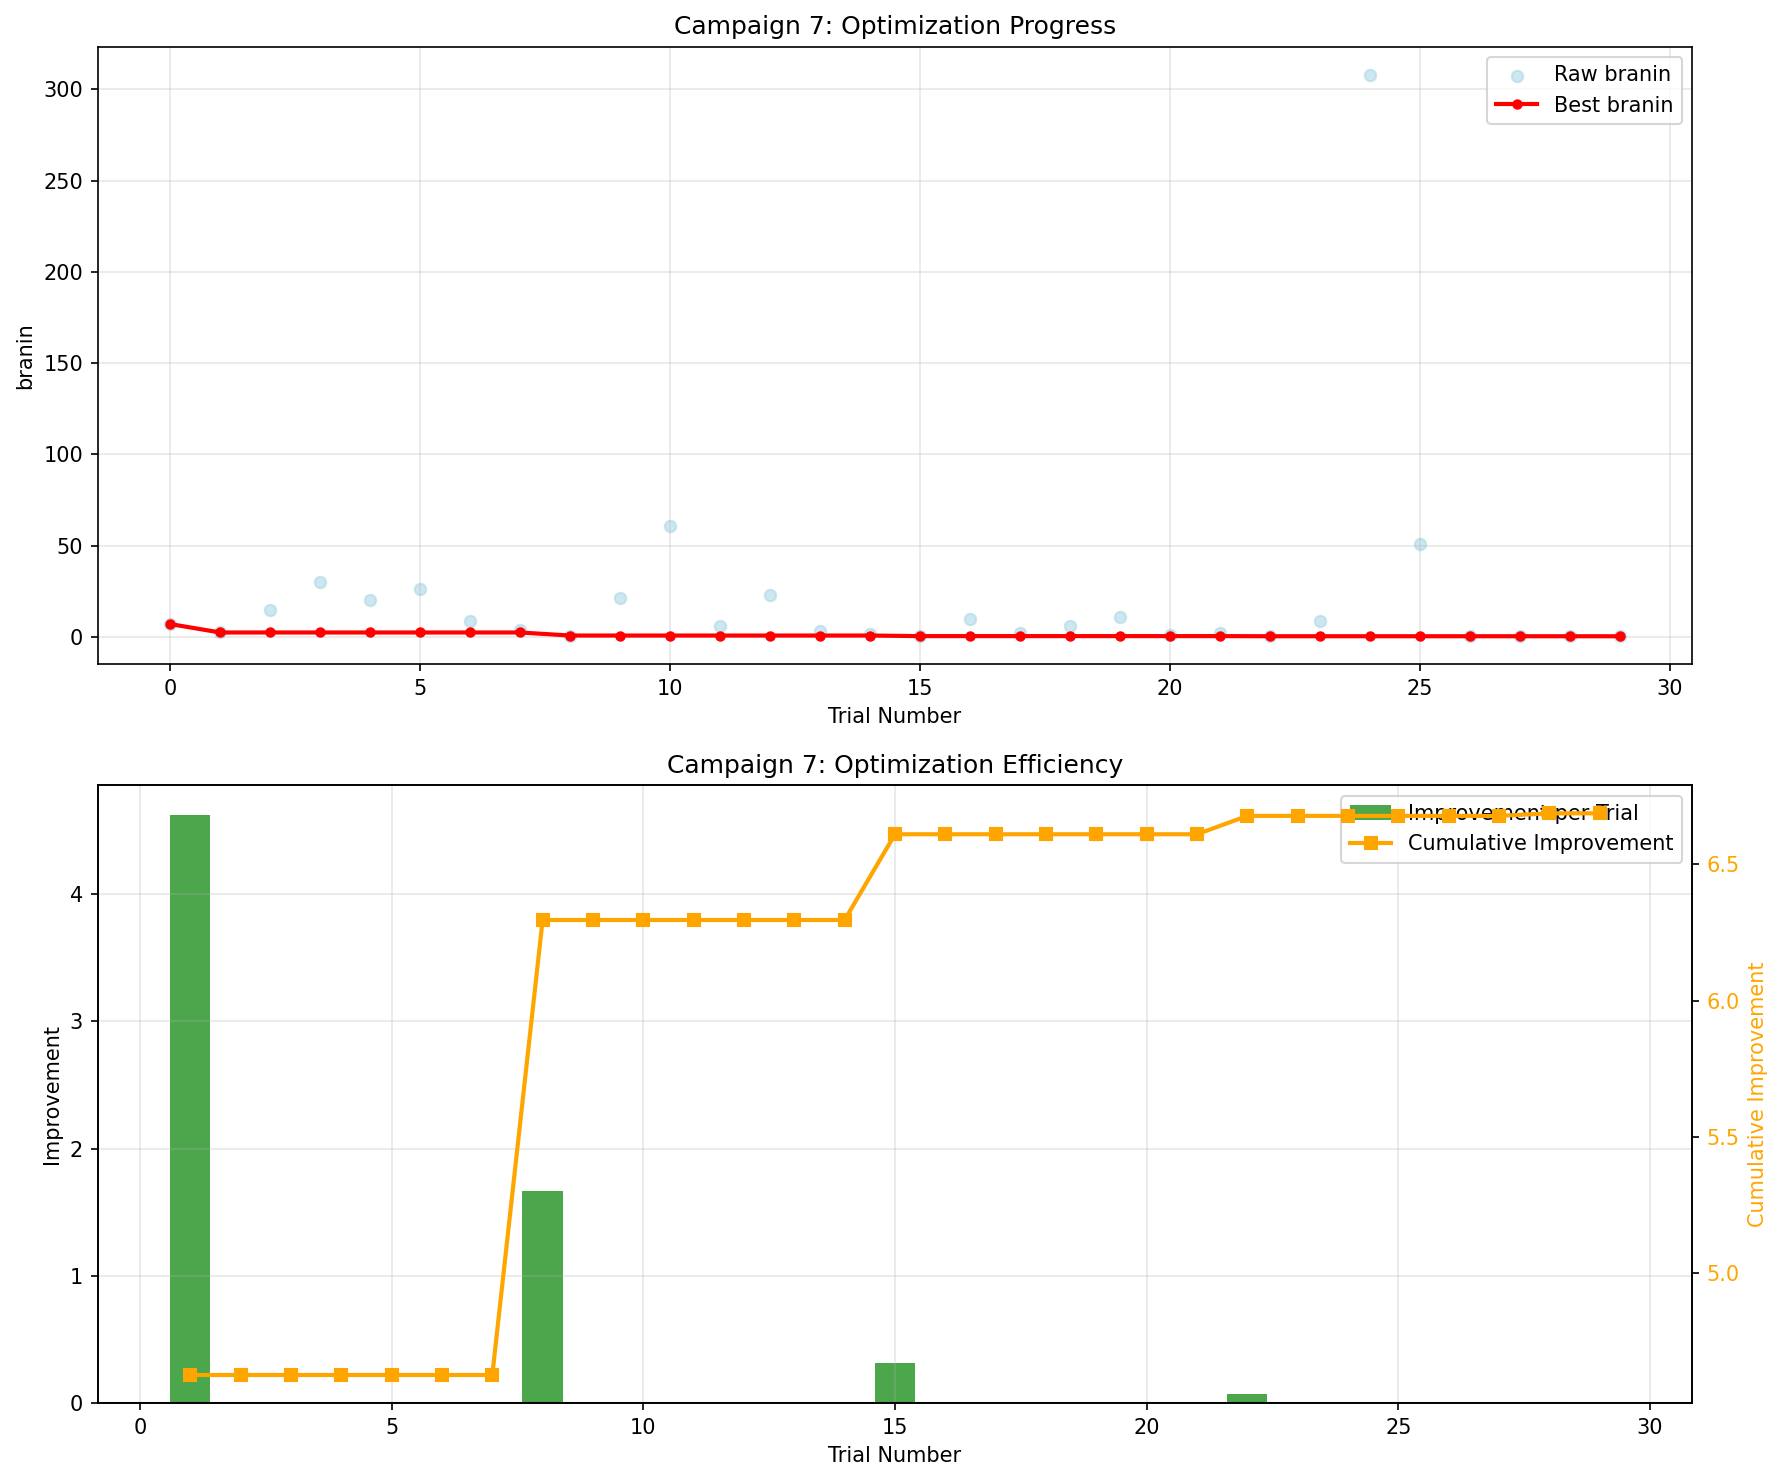 Campaign 7: Optimization Progress
300
250
200
150
100
50
0
branin
Raw branin
Best branin
0 5 10 15 20 25 30
Trial Number
Campaign 7: Optimization Efficiency
4
3
2
1
0
Improvement
Improvement per Trial
Cumulative Improvement
6.5
6.0
5.5
5.0
Cumulative Improvement
0 5 10 15 20 25 30
Trial Number